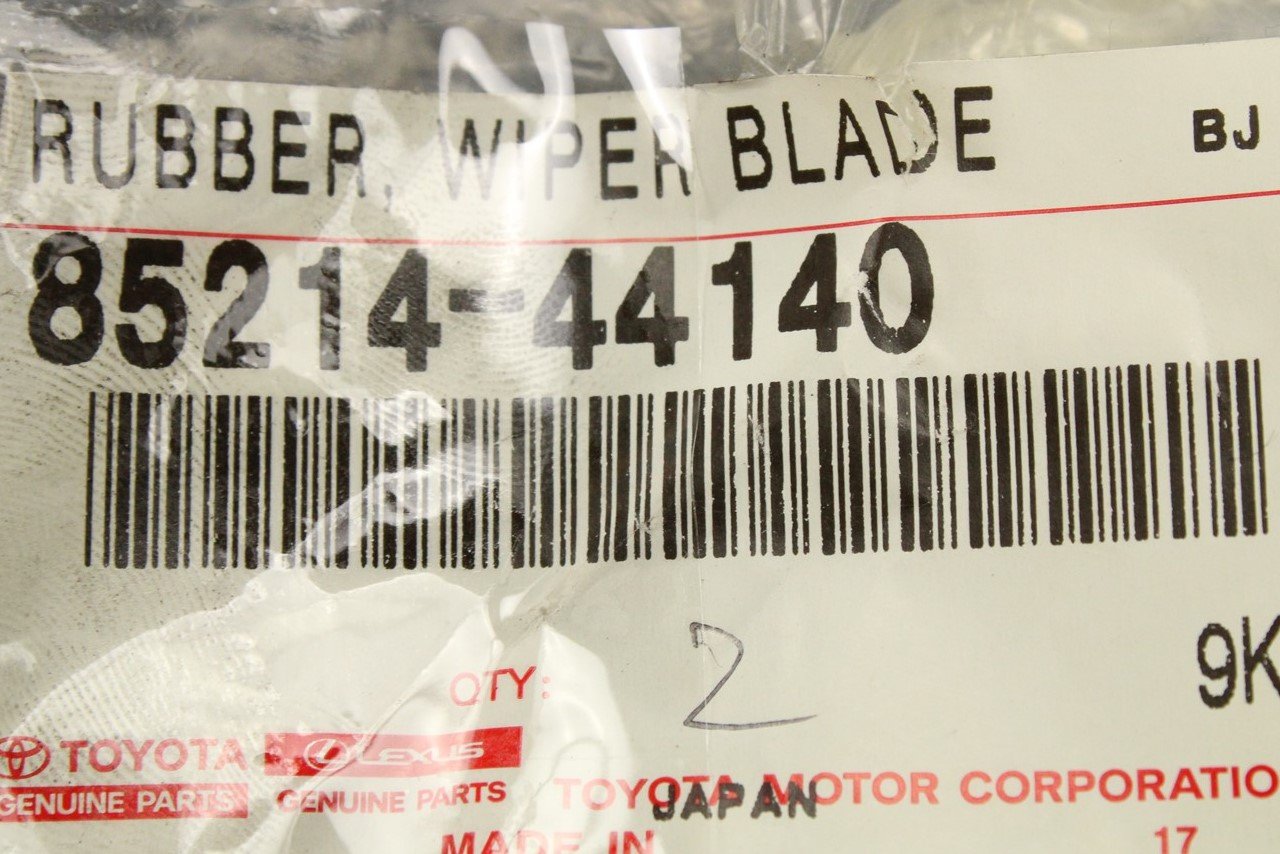 RUBBER, WIPER BLADE BJ
85214-44140
QTY: 2 9K
TOYOTA LEXUS
GENUINE PARTS GENUINE PARTS TOYOTA MOTOR CORPORATIO
JAPAN
MADE IN 17